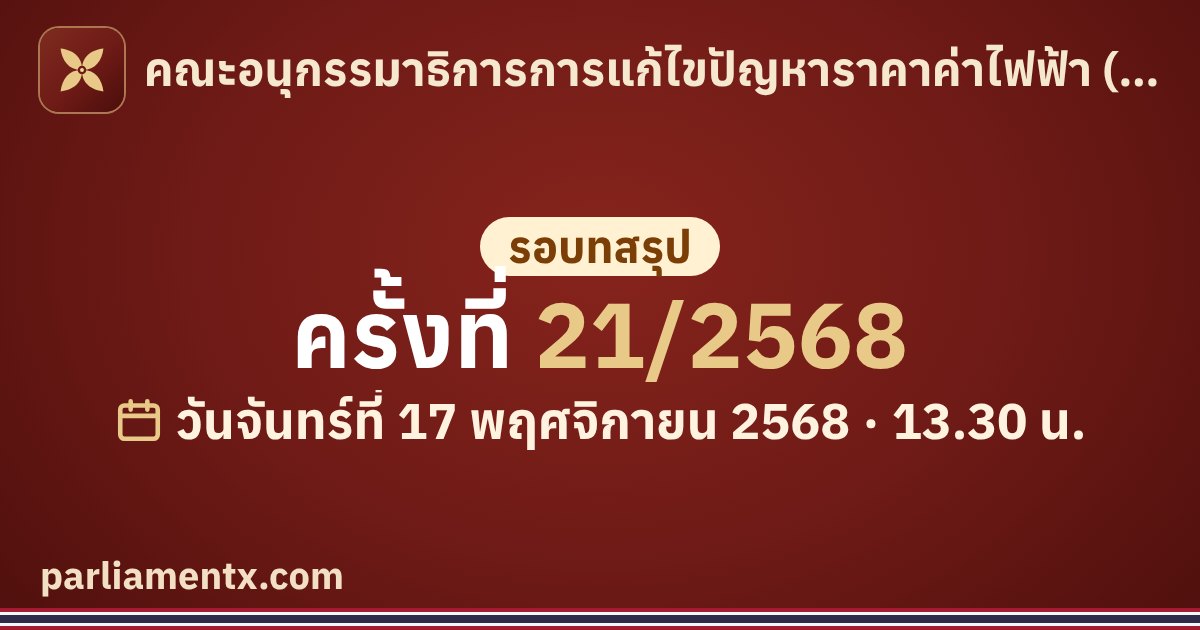 คณะอนุกรรมาธิการการแก้ไขปัญหาราคาค่าไฟฟ้า (...
รอบทสรุป
ครั้งที่ 21/2568
วันจันทร์ที่ 17 พฤศจิกายน 2568 · 13.30 น.
parliamentx.com